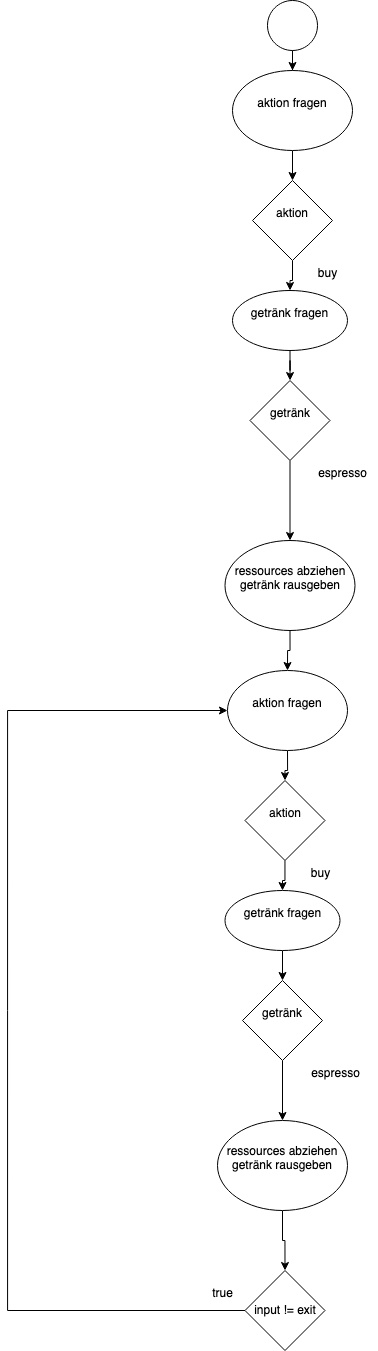 aktion fragen
aktion
buy
getränk fragen
getränk
espresso
ressources abziehen
getränk rausgeben
aktion fragen
aktion
buy
getränk fragen
getränk
espresso
ressources abziehen
getränk rausgeben
true
input != exit